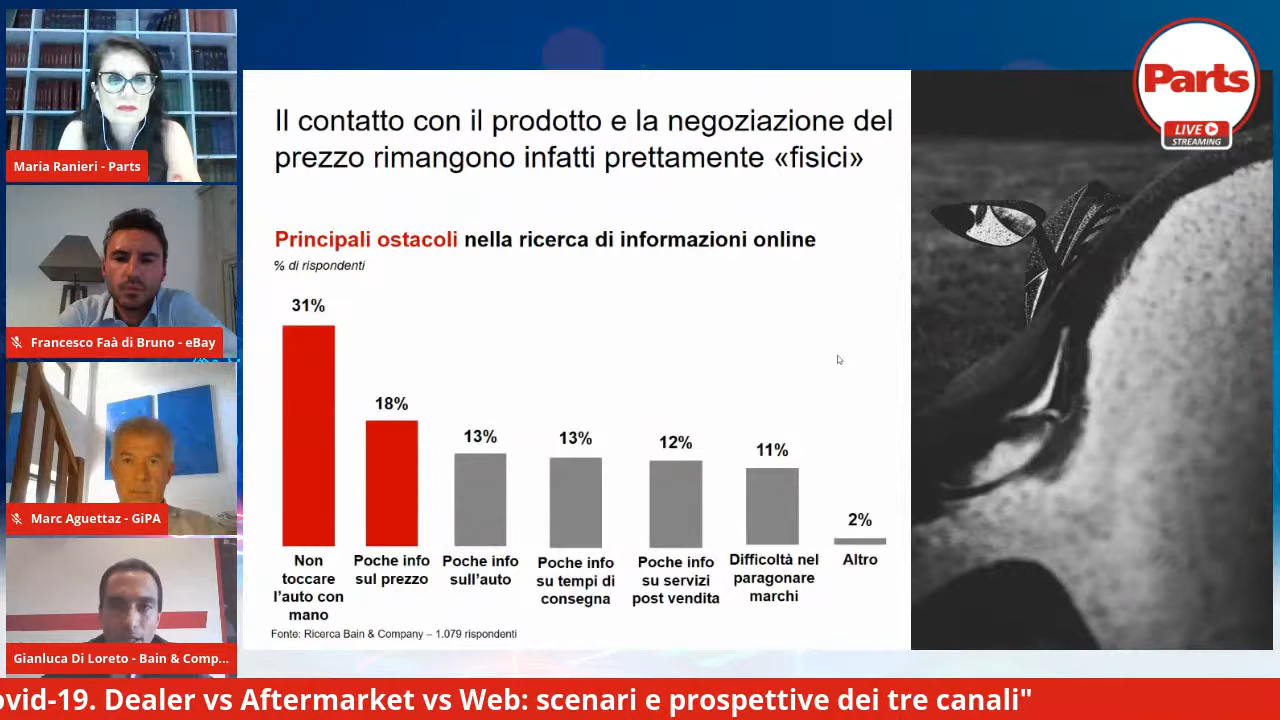 Maria Ranieri - Parts
Francesco Faà di Bruno - eBay
Marc Aguettaz - GiPA
Gianluca Di Loreto - Bain & Comp...
Parts
LIVE
STREAMING
Il contatto con il prodotto e la negoziazione del
prezzo rimangono infatti prettamente «fisici»
Principali ostacoli nella ricerca di informazioni online
% di rispondenti
31%
18%
13%
13%
12%
11%
2%
Non
toccare
l'auto con
mano
Poche info
sul prezzo
Poche info
sull'auto
Poche info
su tempi di
consegna
Poche info
su servizi
post vendita
Difficoltà nel
paragonare
marchi
Altro
Fonte: Ricerca Bain & Company – 1.079 rispondenti
ovid-19. Dealer vs Aftermarket vs Web: scenari e prospettive dei tre canali"